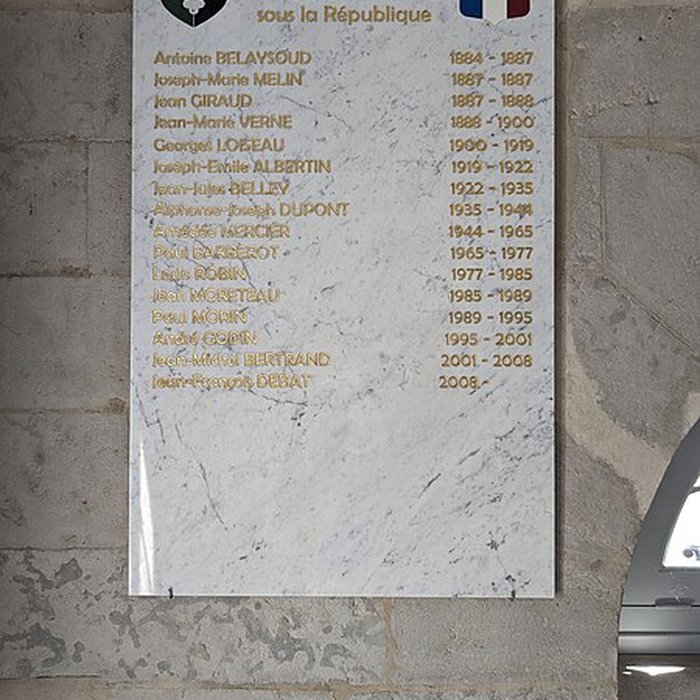 sous la République
Antoine BELAYSOUD 1884 - 1887
Joseph-Marie MELIN 1887 - 1887
Jean GIRAUD 1887 - 1888
Jean-Marie VERNE 1888 - 1900
Georges LOISEAU 1900 - 1919
Joseph-Emile ALBERTIN 1919 - 1922
Jean-Jules BELLEY 1922 - 1935
Alphonse-Joseph DUPONT 1935 - 1944
Amédée MERCIER 1944 - 1965
Paul BARBEROT 1965 - 1977
Louis ROBIN 1977 - 1985
Jean MORETEAU 1985 - 1989
Paul MORIN 1989 - 1995
André GODIN 1995 - 2001
Jean-Michel BERTRAND 2001 - 2008
Jean-François DEBAT 2008 -